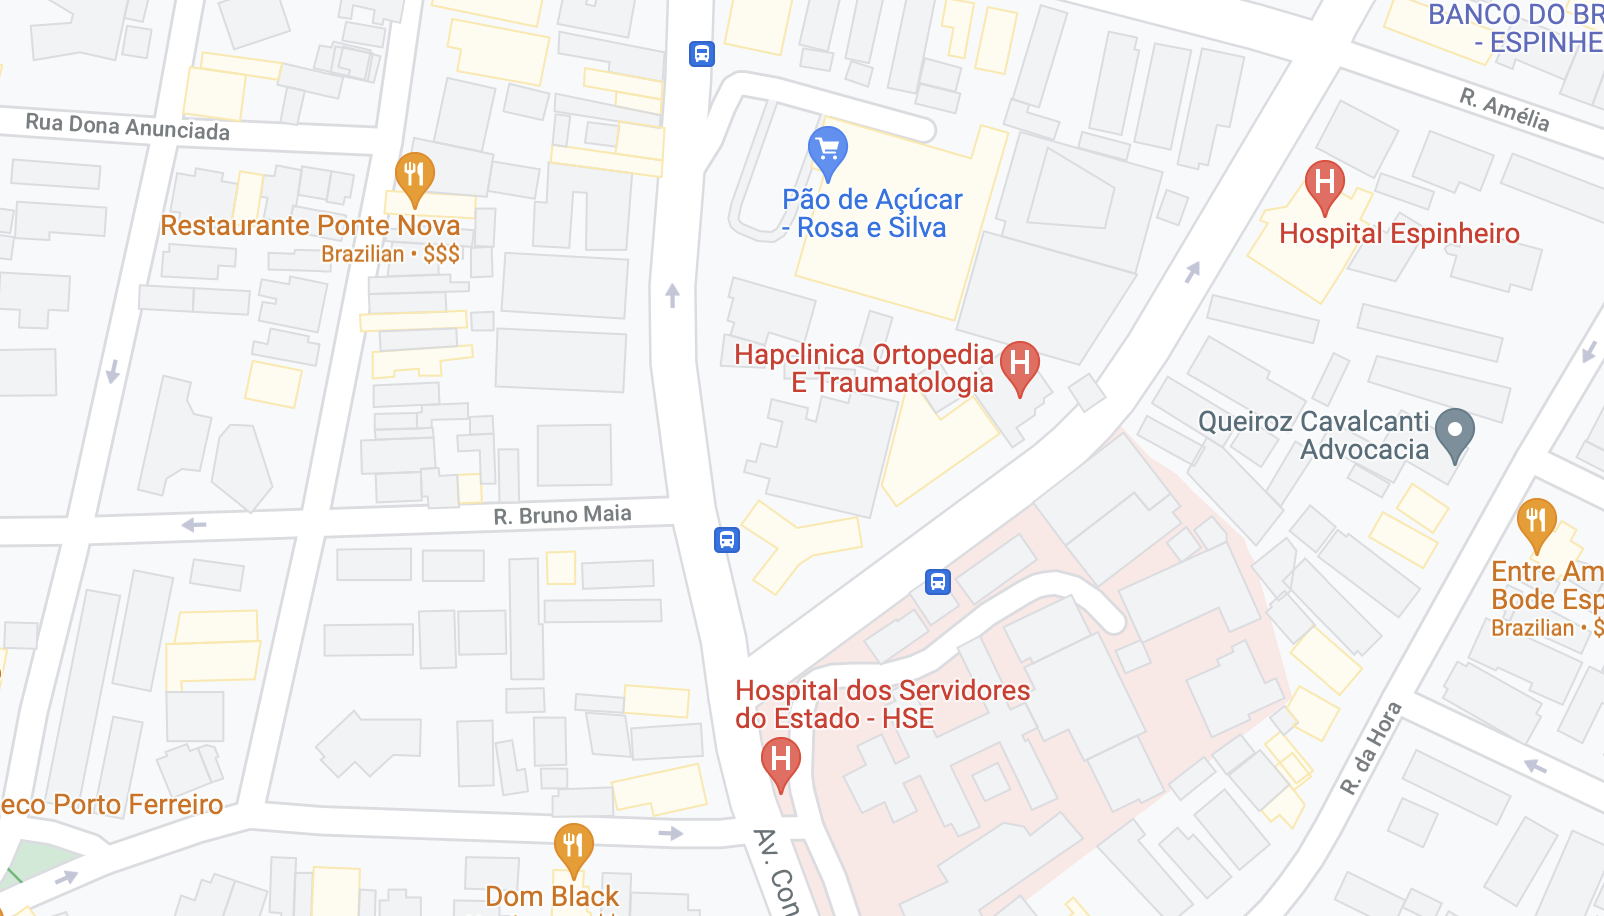 BANCO DO BR
- ESPINHE
R. Amélia
Rua Dona Anunciada
Restaurante Ponte Nova
Brazilian • $$$
Pão de Açúcar
- Rosa e Silva
H
Hospital Espinheiro
Hapclinica Ortopedia
E Traumatologia
H
Queiroz Cavalcanti
Advocacia
R. Bruno Maia
Entre Am
Bode Esp
Brazilian • $
Hospital dos Servidores
do Estado - HSE
H
R. da Hora
eco Porto Ferreiro
Av. Con
Dom Black